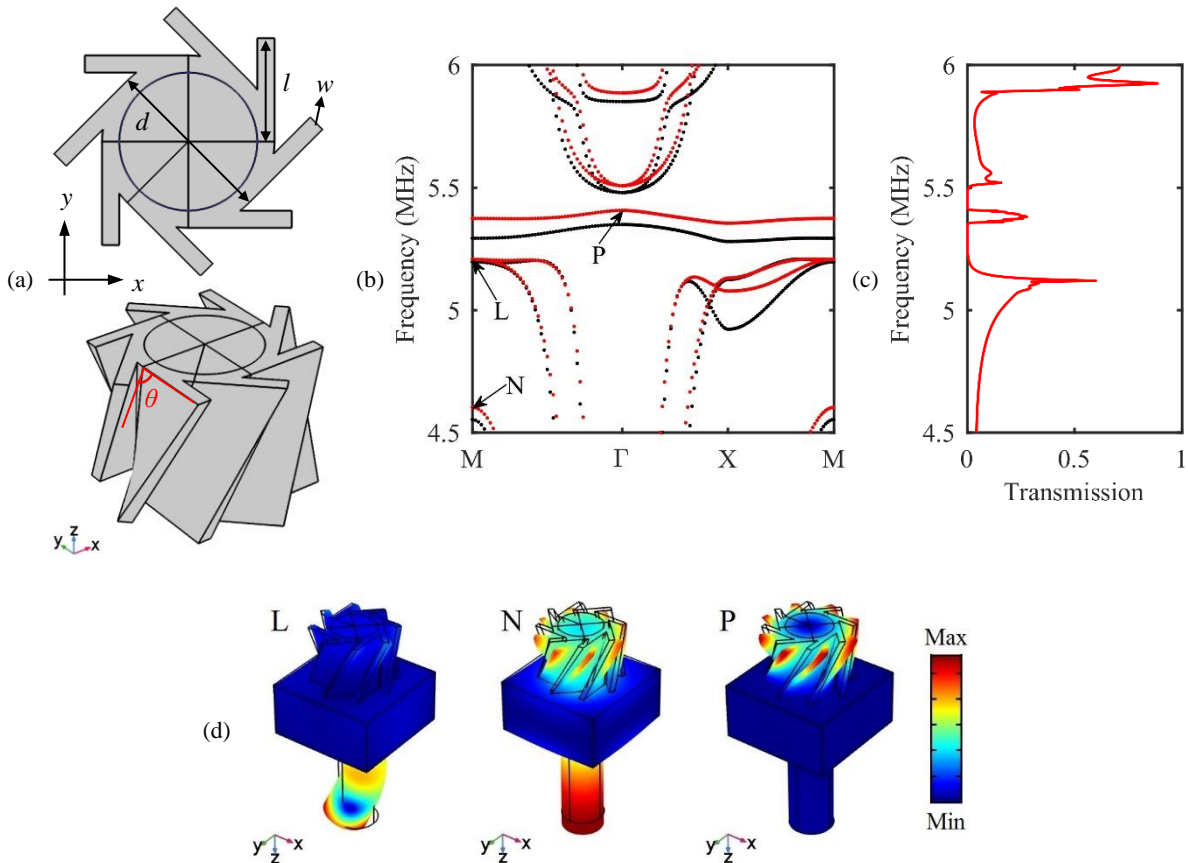 (a)
l
w
d
y
x
θ
y z x
(b)
Frequency (MHz)
6
5.5
5
4.5
P
L
N
M Γ X M
(c)
Frequency (MHz)
6
5.5
5
4.5
0 0.5 1
Transmission
(d)
L
N
P
y x
z
y x
z
y x
z
Max
Min